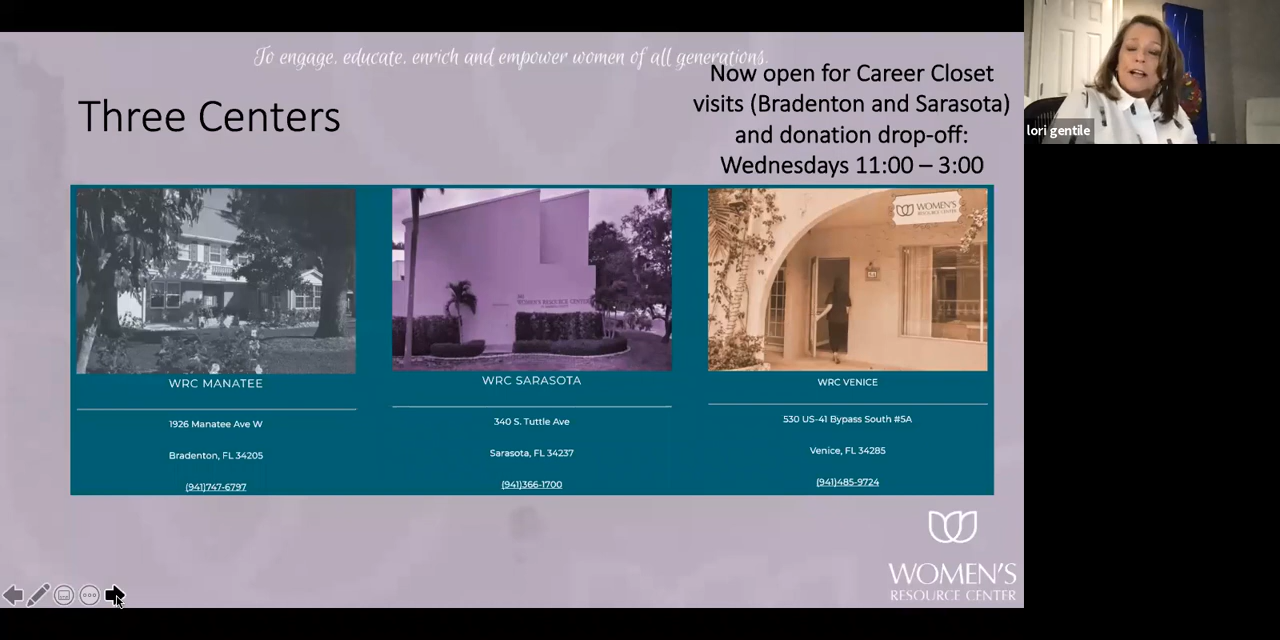 To engage, educate, enrich and empower women of all generations.
Three Centers
Now open for Career Closet
visits (Bradenton and Sarasota)
and donation drop-off:
Wednesdays 11:00 – 3:00
lori gentile
WOMEN'S RESOURCE CENTER
WOMEN'S
RESOURCE CENTER
WRC MANATEE
1926 Manatee Ave W
Bradenton, FL 34205
(941)747-6797
WRC SARASOTA
340 S. Tuttle Ave
Sarasota, FL 34237
(941)366-1700
WRC VENICE
530 US-41 Bypass South #5A
Venice, FL 34285
(941)485-9724
WOMEN'S
RESOURCE CENTER